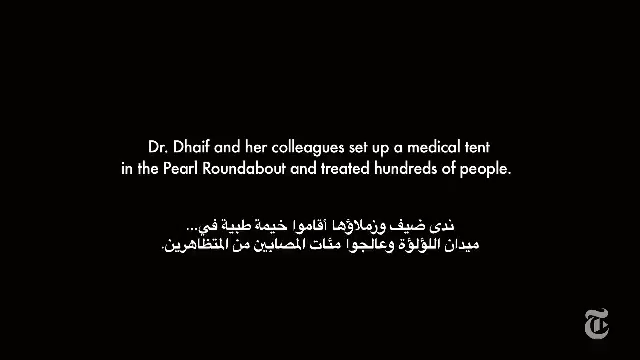 Dr. Dhaif and her colleagues set up a medical tent
in the Pearl Roundabout and treated hundreds of people.
ندى ضيف وزملاؤها أقاموا خيمة طبية في...
ميدان اللؤلؤة وعالجوا مئات المصابين من المتظاهرين.
T